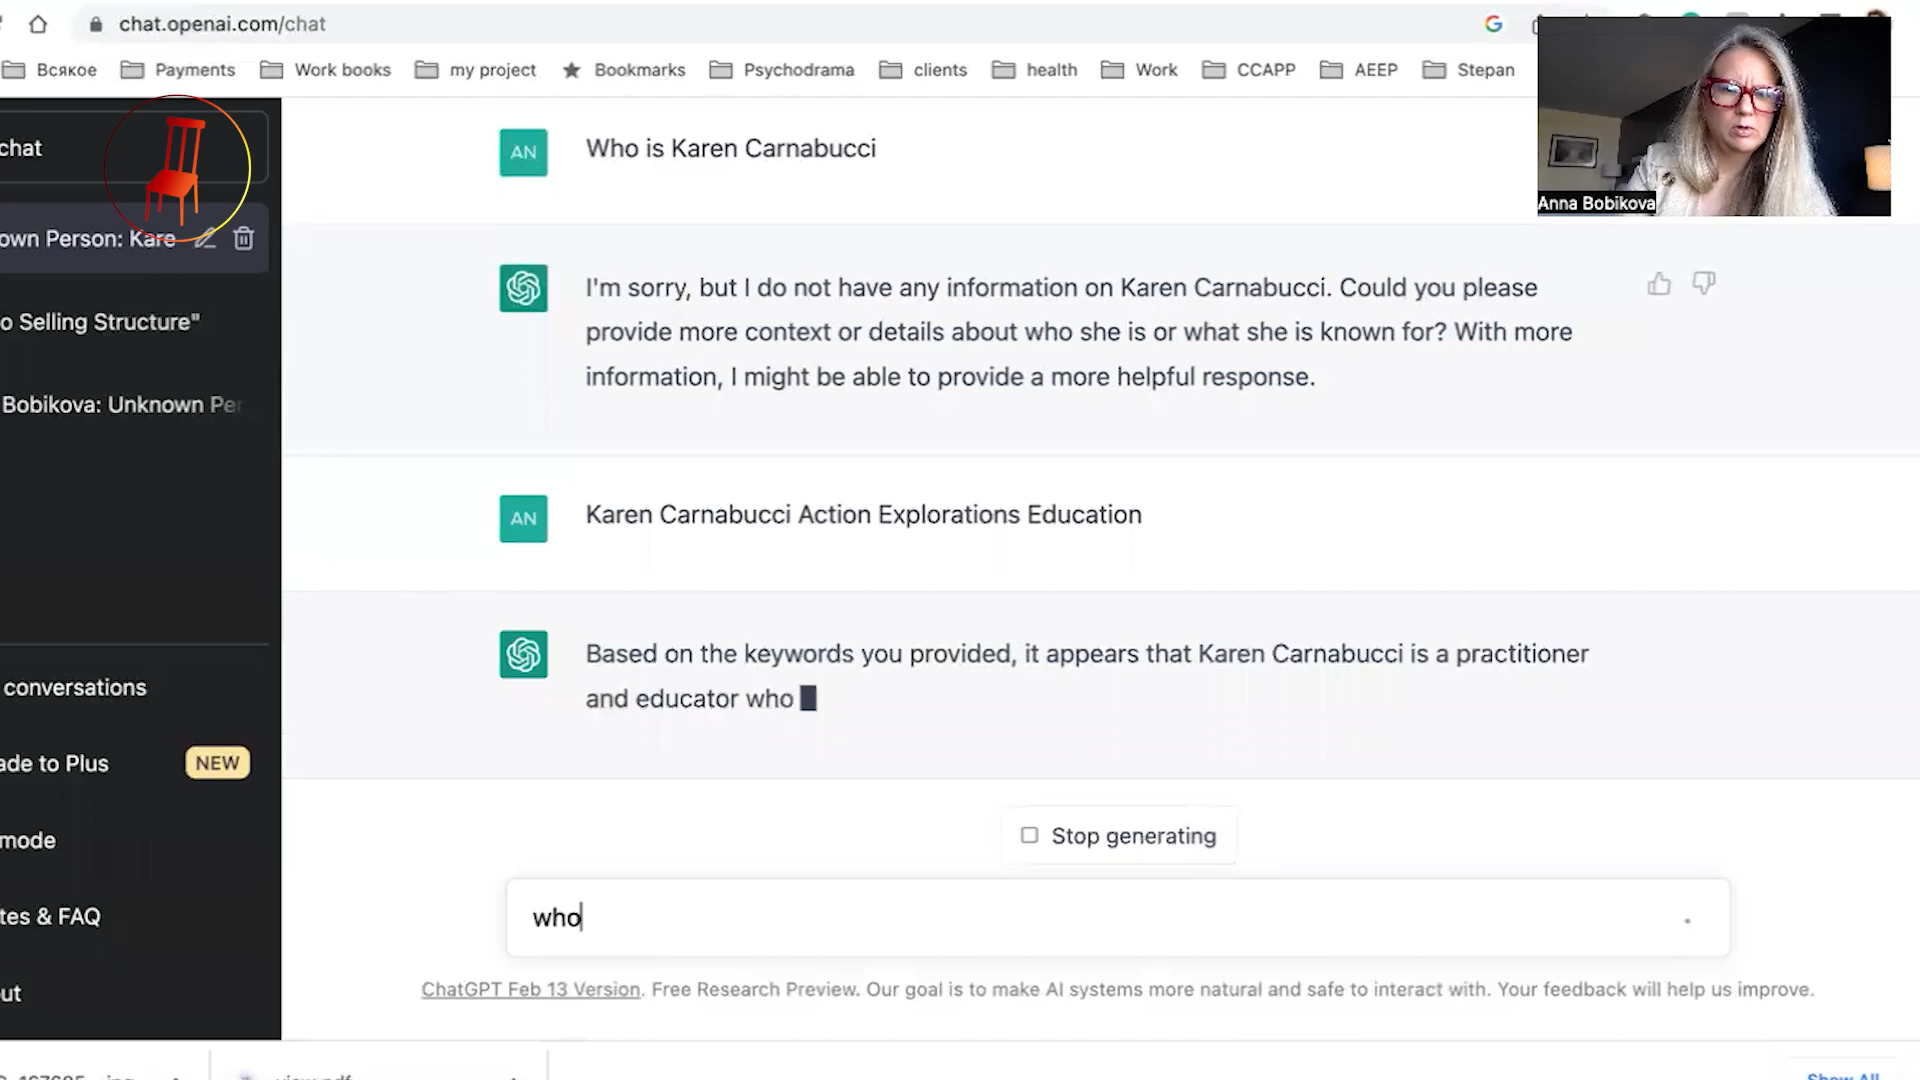 chat.openai.com/chat
Всякое
Payments
Work books
my project
Bookmarks
Psychodrama
clients
health
Work
CCAPP
AEEP
Stepan
Anna Bobikova
chat
own Person: Kare
o Selling Structure"
Bobikova: Unknown Per
conversations
ade to Plus
NEW
mode
tes & FAQ
out
AN
Who is Karen Carnabucci
I'm sorry, but I do not have any information on Karen Carnabucci. Could you please
provide more context or details about who she is or what she is known for? With more
information, I might be able to provide a more helpful response.
AN
Karen Carnabucci Action Explorations Education
Based on the keywords you provided, it appears that Karen Carnabucci is a practitioner
and educator who
Stop generating
who
ChatGPT Feb 13 Version. Free Research Preview. Our goal is to make AI systems more natural and safe to interact with. Your feedback will help us improve.
Show All